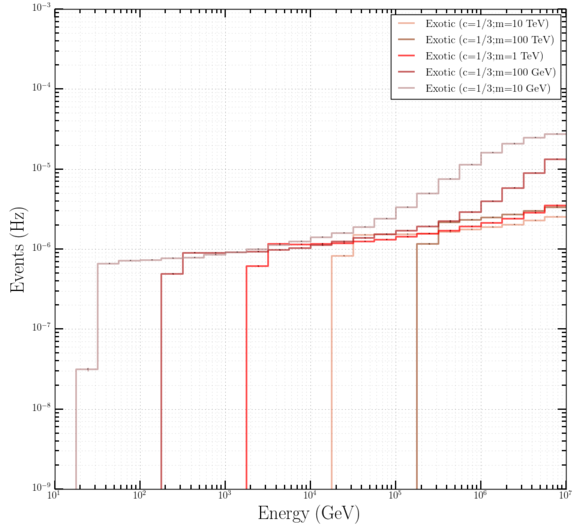 10⁻³
Exotic (c=1/3;m=10 TeV)
Exotic (c=1/3;m=100 TeV)
Exotic (c=1/3;m=1 TeV)
Exotic (c=1/3;m=100 GeV)
Exotic (c=1/3;m=10 GeV)
10⁻⁴
10⁻⁵
10⁻⁶
10⁻⁷
10⁻⁸
10⁻⁹
Events (Hz)
10¹ 10² 10³ 10⁴ 10⁵ 10⁶ 10⁷
Energy (GeV)